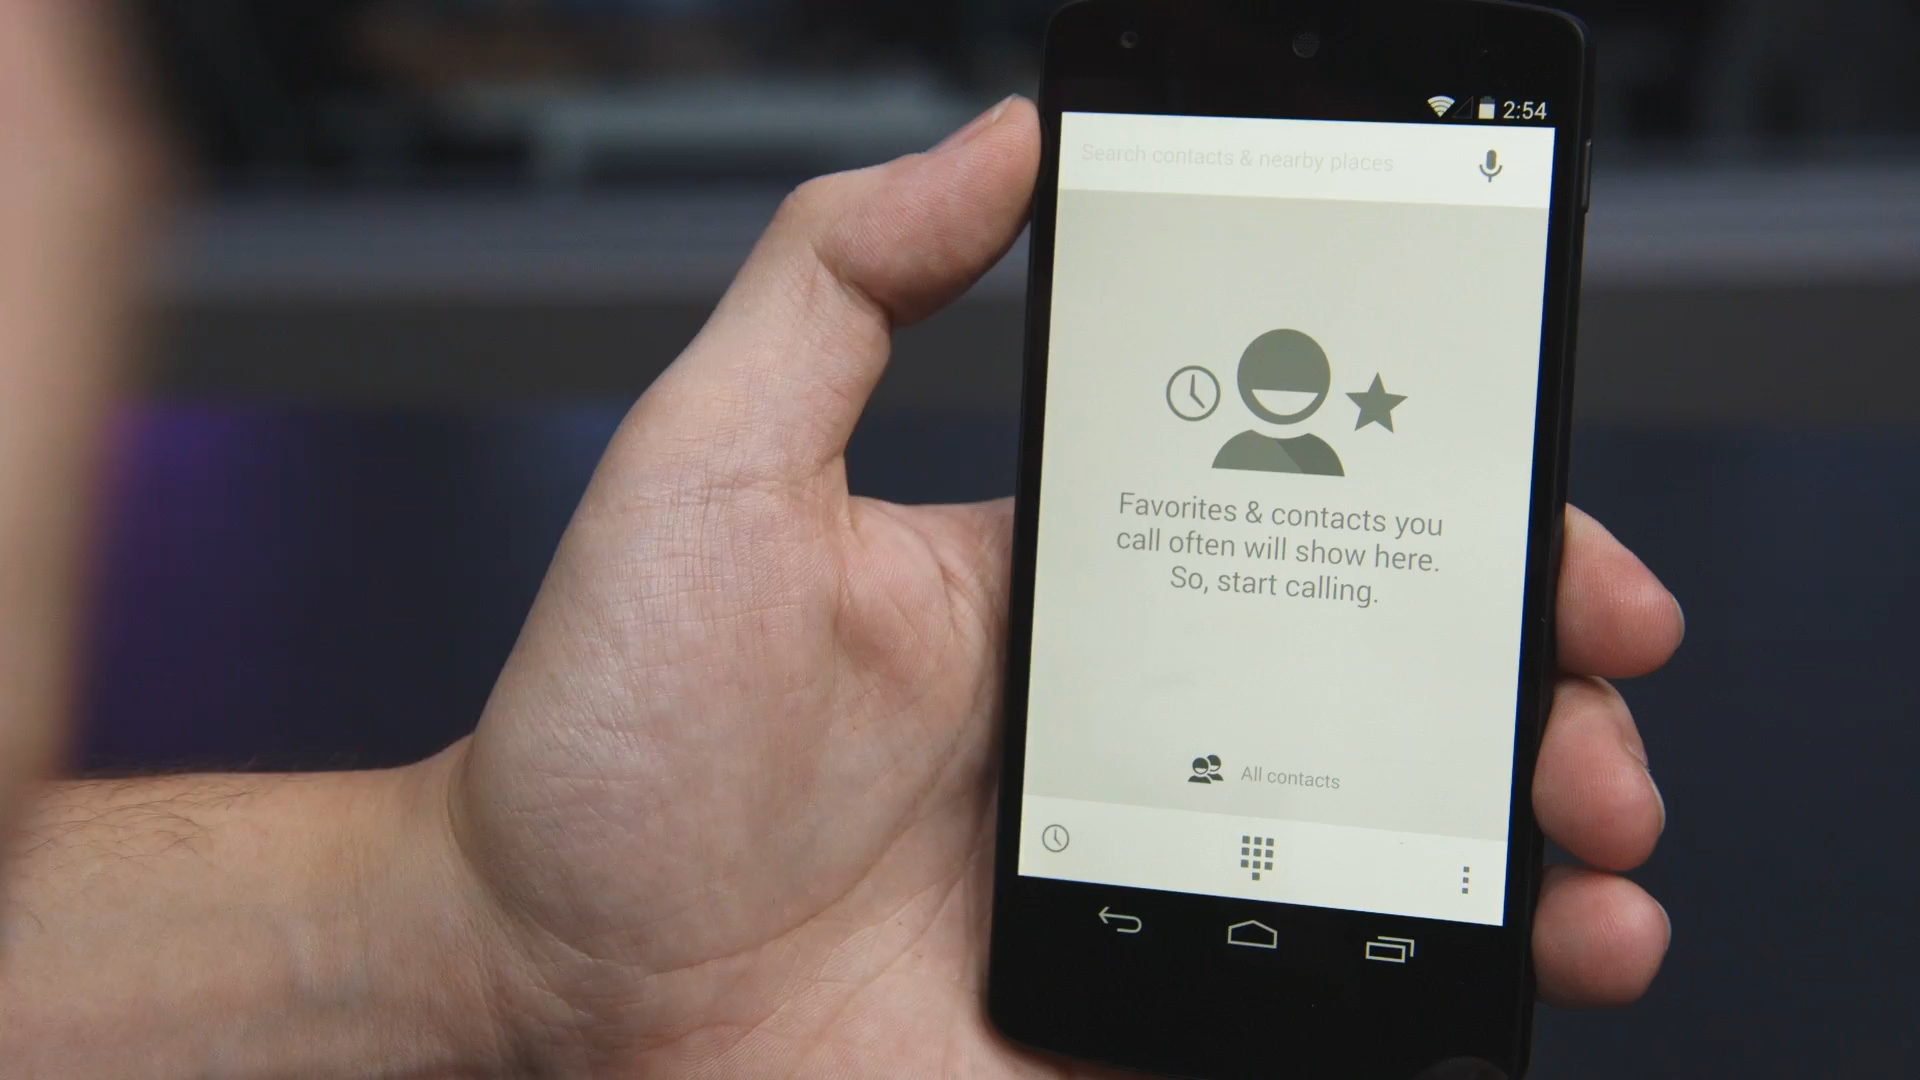 2:54
Search contacts & nearby places
Favorites & contacts you
call often will show here.
So, start calling.
All contacts